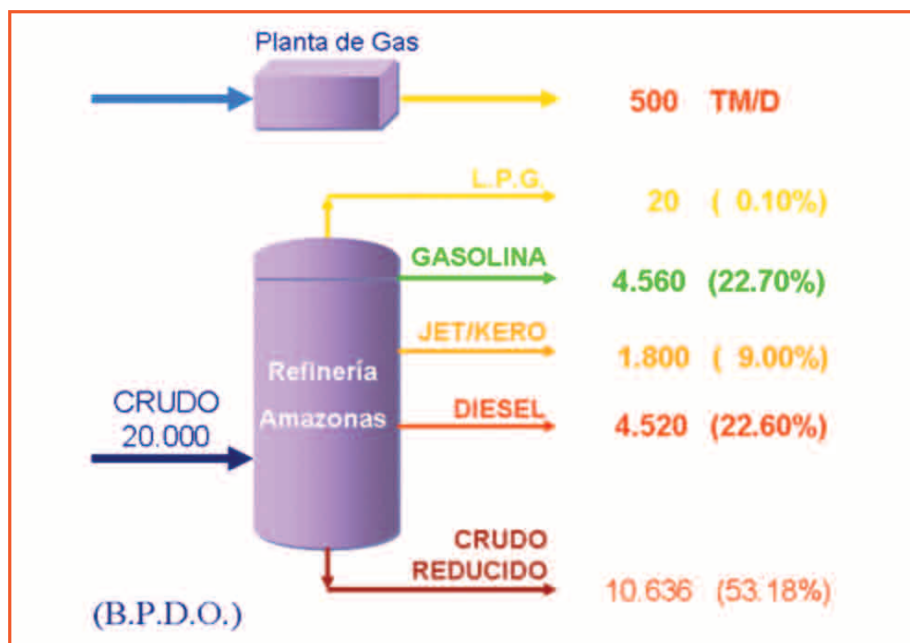 Planta de Gas
500 TM/D
L.P.G.
20 ( 0.10%)
GASOLINA
4.560 (22.70%)
JET/KERO
1.800 ( 9.00%)
Refinería
Amazonas
CRUDO
20.000
DIESEL
4.520 (22.60%)
CRUDO
REDUCIDO
10.636 (53.18%)
(B.P.D.O.)